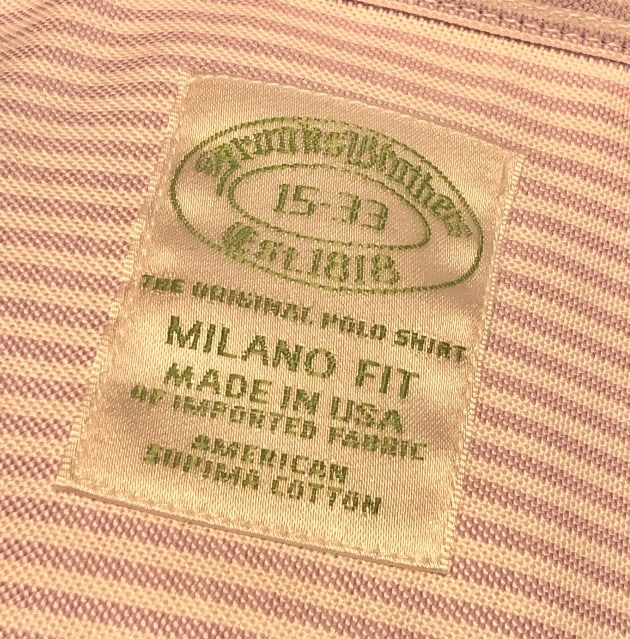 Brooks Brothers
15-33
Est.1818
THE ORIGINAL POLO SHIRT
MILANO FIT
MADE IN USA
OF IMPORTED FABRIC
AMERICAN
SUPIMA COTTON